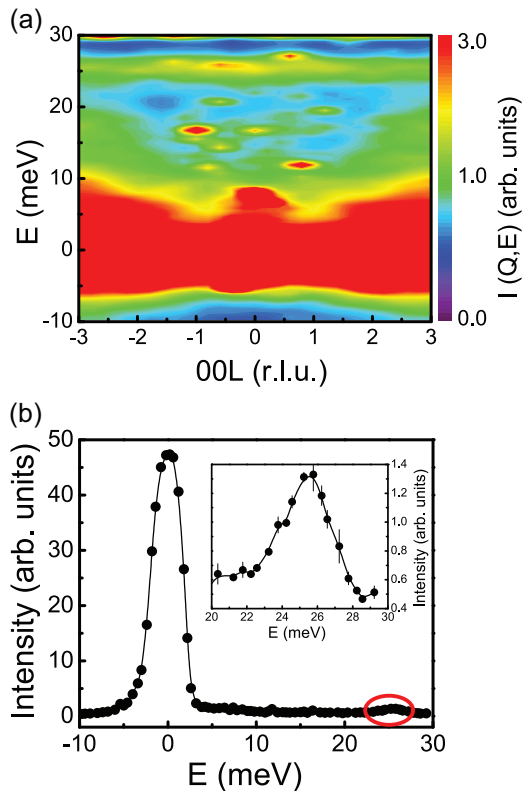 (a)
30
20
10
0
-10
E (meV)
-3 -2 -1 0 1 2 3
00L (r.l.u.)
3.0
1.0
0.0
I (Q,E) (arb. units)
(b)
50
40
30
20
10
0
Intensity (arb. units)
-10 0 10 20 30
E (meV)
1.4
1.2
1.0
0.8
0.6
0.4
Intensity (arb. units)
20 22 24 26 28 30
E (meV)